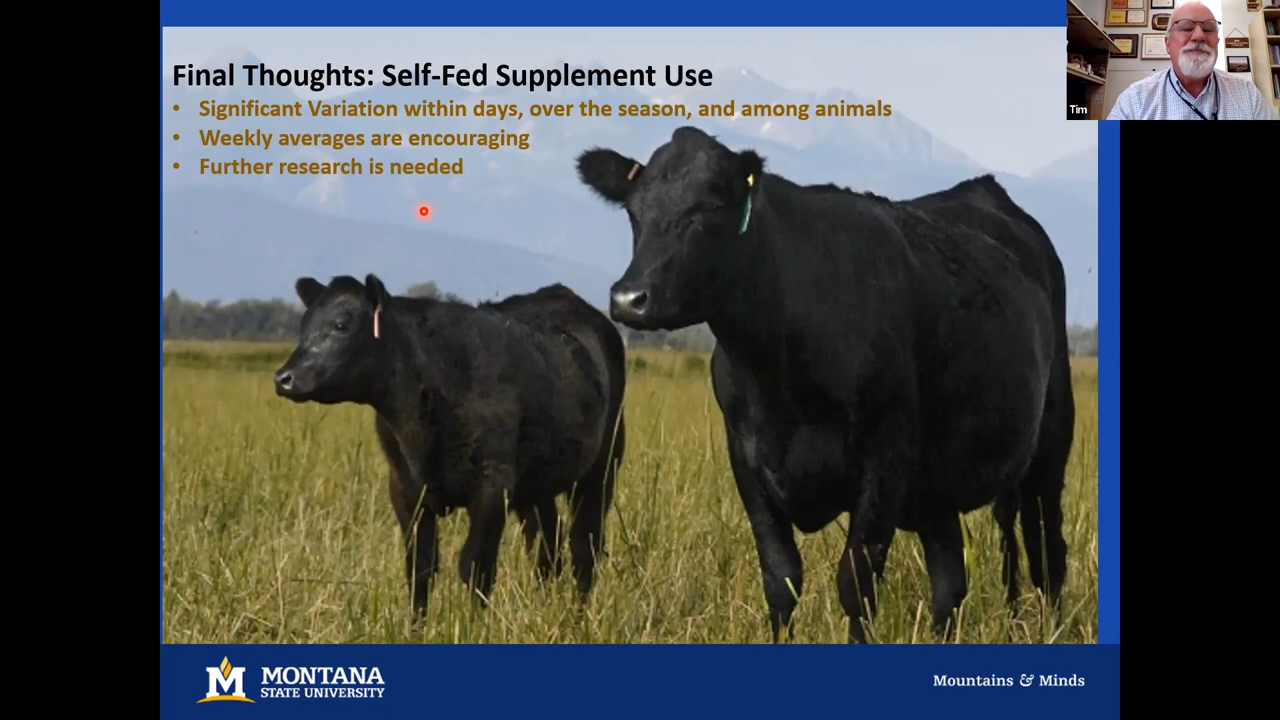 Final Thoughts: Self-Fed Supplement Use
• Significant Variation within days, over the season, and among animals
• Weekly averages are encouraging
• Further research is needed
Tim
M MONTANA
STATE UNIVERSITY
Mountains & Minds